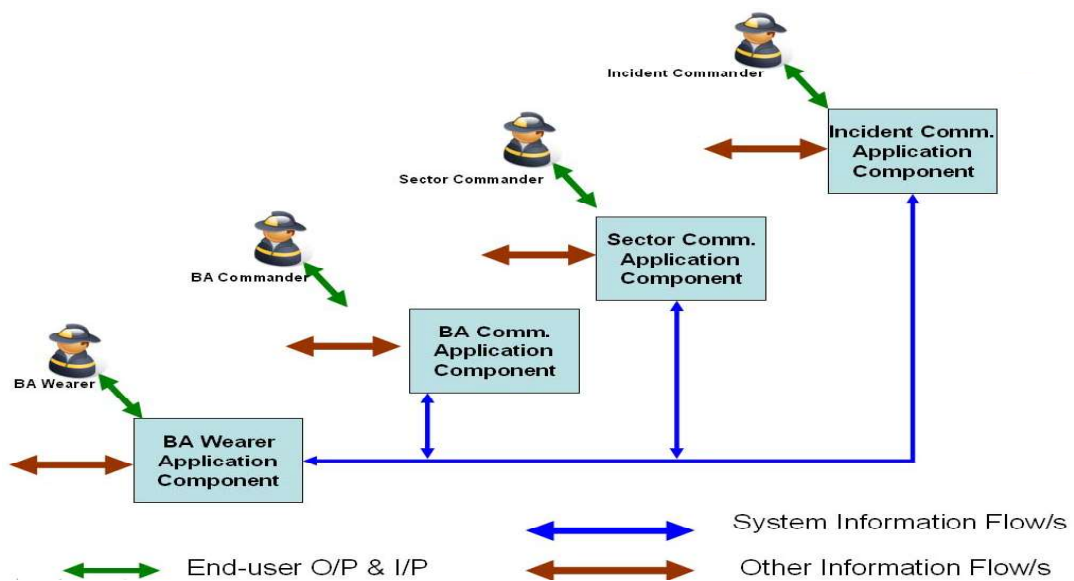 Incident Commander
Incident Comm.
Application
Component
Sector Commander
Sector Comm.
Application
Component
BA Commander
BA Comm.
Application
Component
BA Wearer
BA Wearer
Application
Component
System Information Flow/s
End-user O/P & I/P
Other Information Flow/s